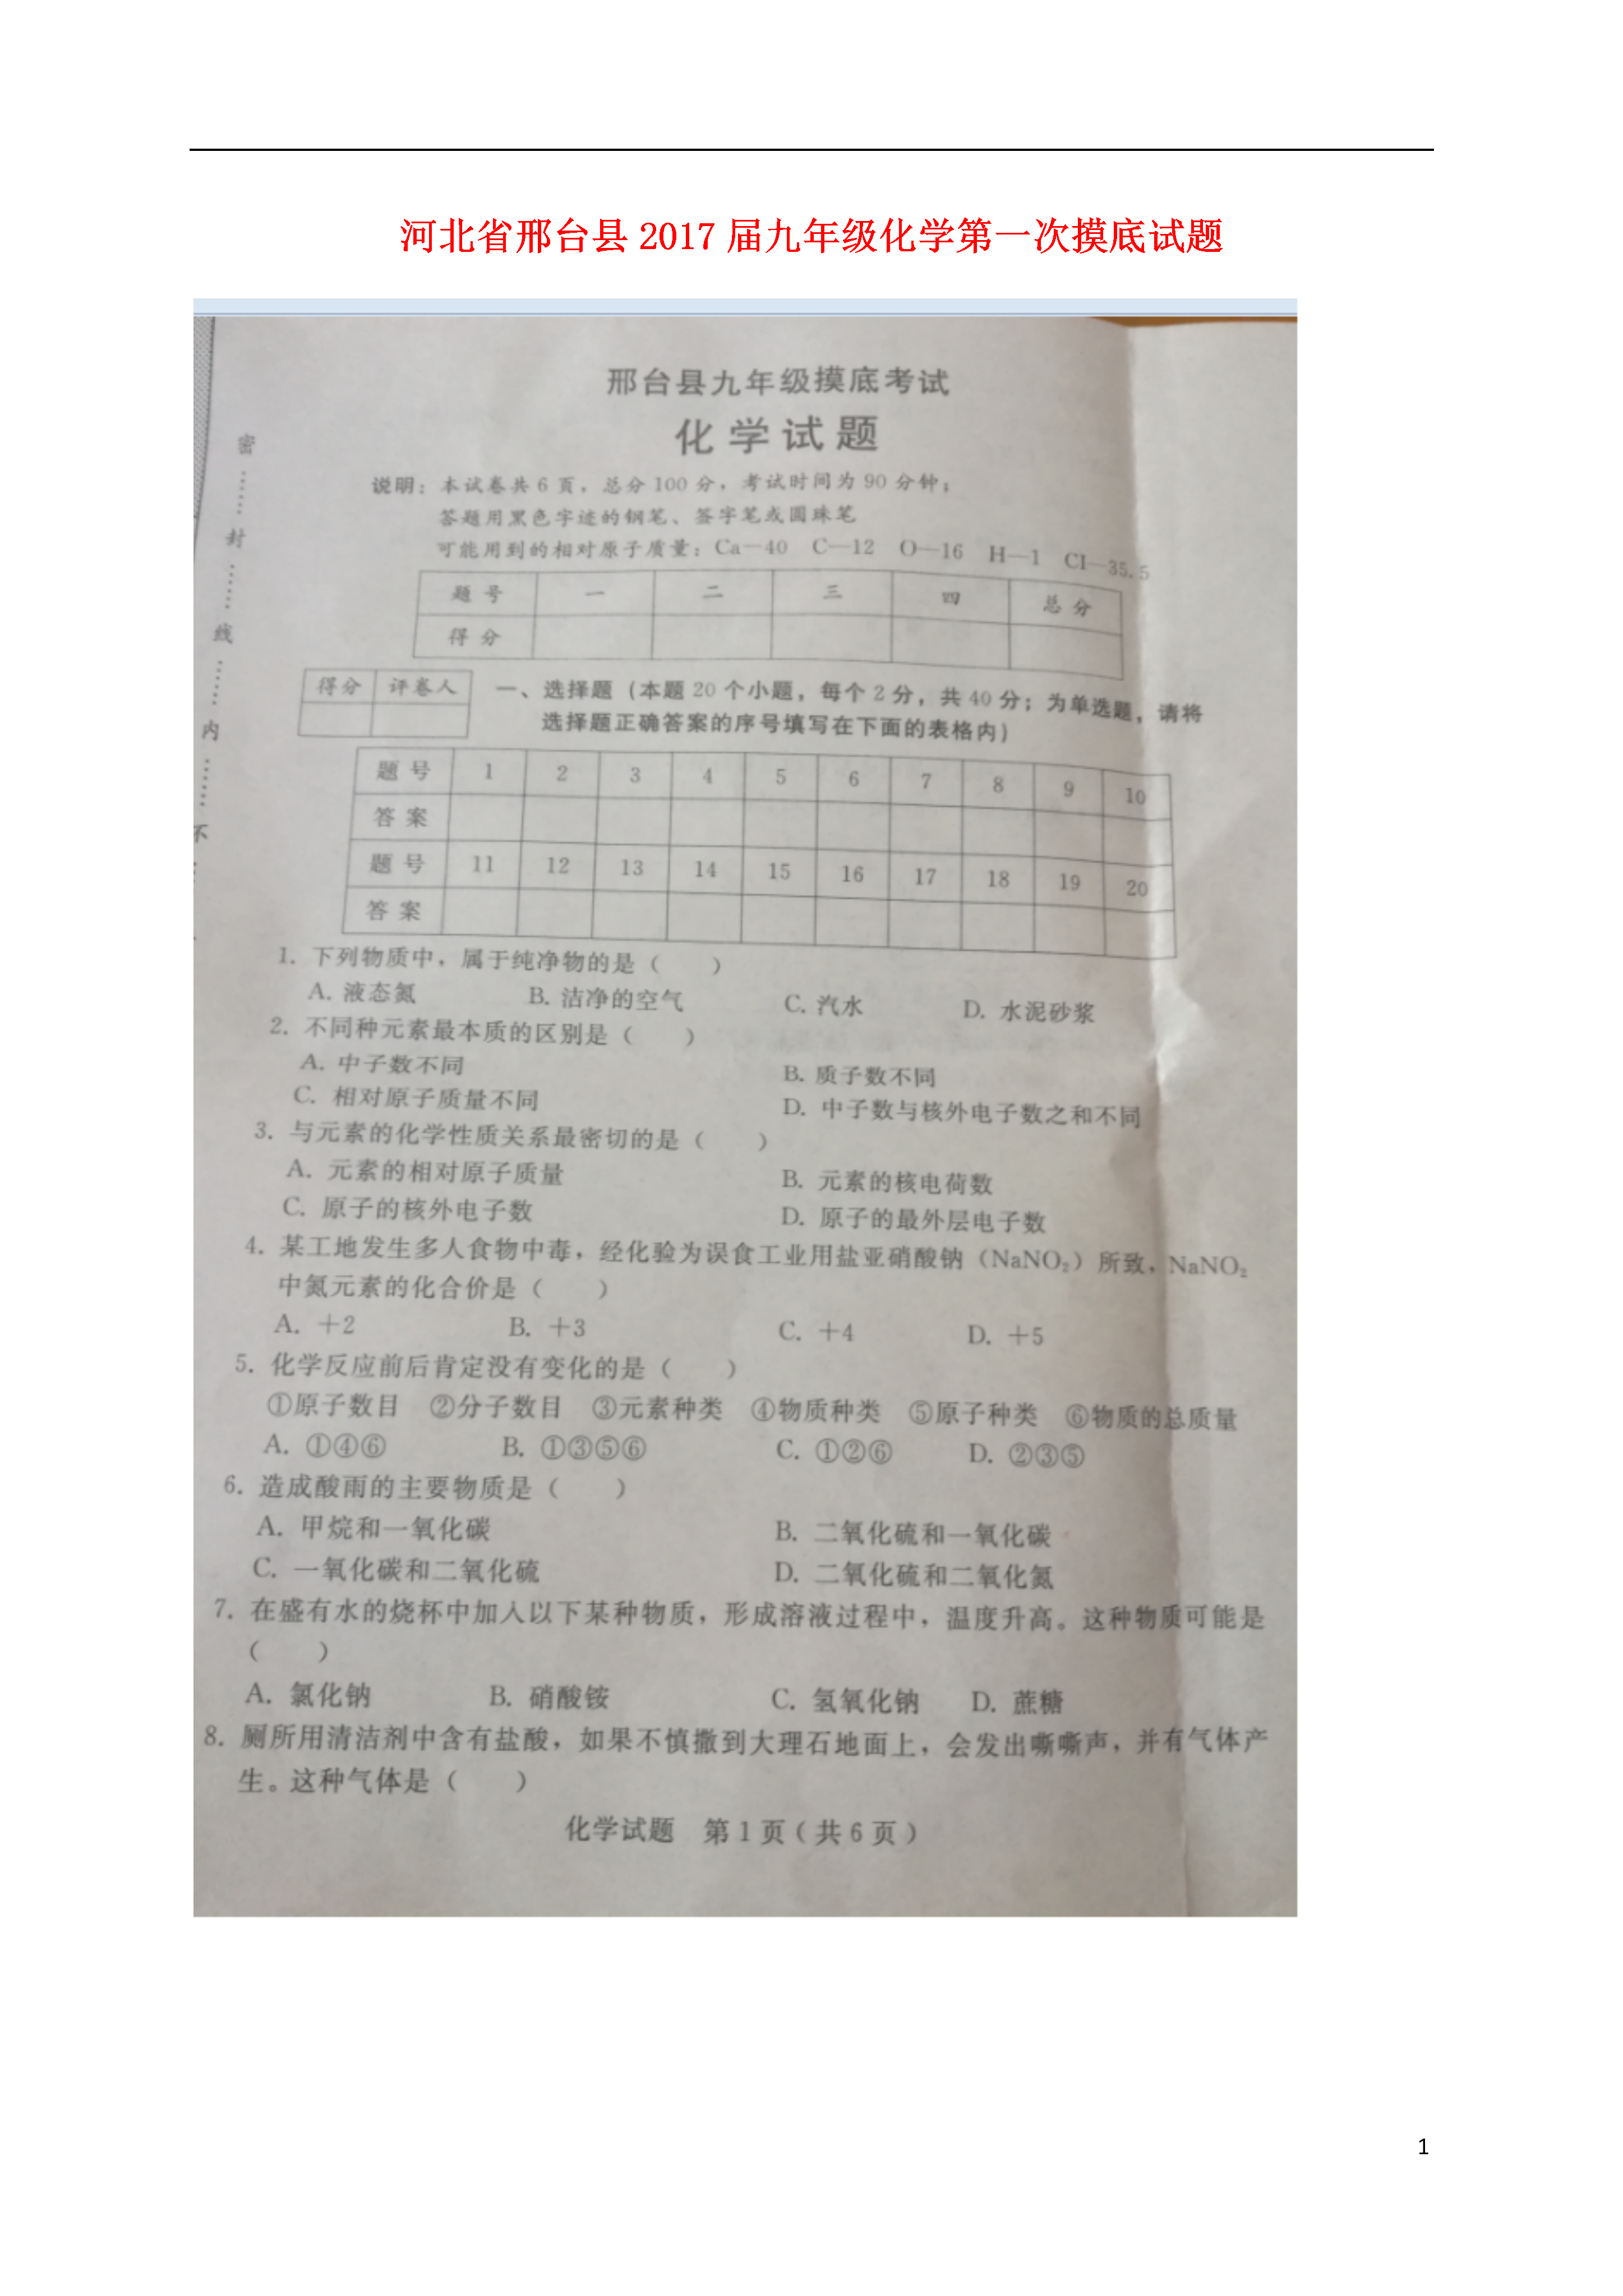 河北省邢台县 2017 届九年级化学第一次摸底试题
邢台县九年级摸底考试
化 学 试 题
密……封……线……内……不
说明：本试卷共 6 页，总分 100 分，考试时间为 90 分钟；
答题用黑色字迹的钢笔、签字笔或圆珠笔
可能用到的相对原子质量：Ca—40 C—12 O—16 H—1 Cl—35.5
题 号 一 二 三 四 总 分
得 分
得分 评卷人
一、选择题（本题 20 个小题，每个 2 分，共 40 分；为单选题，请将
选择题正确答案的序号填写在下面的表格内）
题 号 1 2 3 4 5 6 7 8 9 10
答 案
题 号 11 12 13 14 15 16 17 18 19 20
答 案
1. 下列物质中，属于纯净物的是（ ）
A. 液态氮 B. 洁净的空气 C. 汽水 D. 水泥砂浆
2. 不同种元素最本质的区别是（ ）
A. 中子数不同 B. 质子数不同
C. 相对原子质量不同 D. 中子数与核外电子数之和不同
3. 与元素的化学性质关系最密切的是（ ）
A. 元素的相对原子质量 B. 元素的核电荷数
C. 原子的核外电子数 D. 原子的最外层电子数
4. 某工地发生多人食物中毒，经化验为误食工业用盐亚硝酸钠（NaNO₂）所致，NaNO₂
中氮元素的化合价是（ ）
A. +2 B. +3 C. +4 D. +5
5. 化学反应前后肯定没有变化的是（ ）
①原子数目 ②分子数目 ③元素种类 ④物质种类 ⑤原子种类 ⑥物质的总质量
A. ①④⑥ B. ①③⑤⑥ C. ①②⑥ D. ②③⑤
6. 造成酸雨的主要物质是（ ）
A. 甲烷和一氧化碳 B. 二氧化硫和一氧化碳
C. 一氧化碳和二氧化硫 D. 二氧化硫和二氧化氮
7. 在盛有水的烧杯中加入以下某种物质，形成溶液过程中，温度升高。这种物质可能是
（ ）
A. 氯化钠 B. 硝酸铵 C. 氢氧化钠 D. 蔗糖
8. 厕所用清洁剂中含有盐酸，如果不慎撒到大理石地面上，会发出嘶嘶声，并有气体产
生。这种气体是（ ）
化学试题 第 1 页（共 6 页）
1